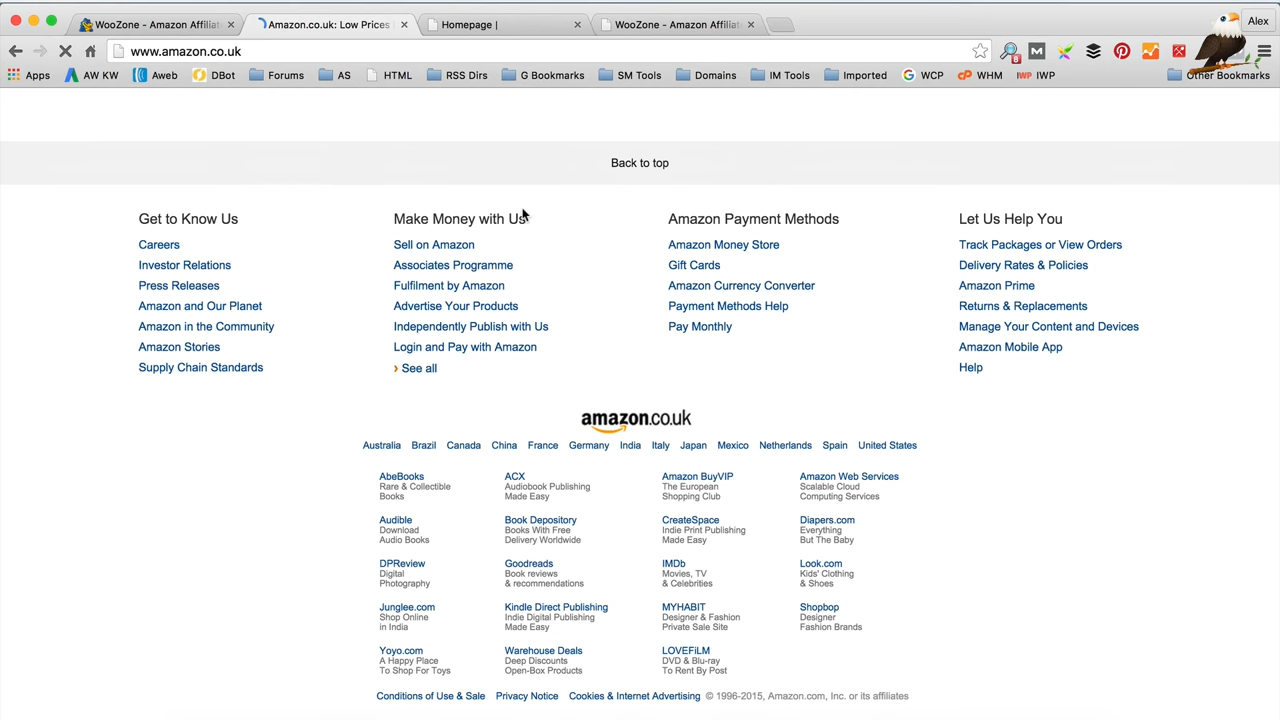 WooZone - Amazon Affiliat
Amazon.co.uk: Low Prices
Homepage |
WooZone - Amazon Affiliat
Alex
www.amazon.co.uk
8
Apps
AW KW
Aweb
DBot
Forums
AS
HTML
RSS Dirs
G Bookmarks
SM Tools
Domains
IM Tools
Imported
WCP
WHM
IWP
Other Bookmarks
Back to top
Get to Know Us
Careers
Investor Relations
Press Releases
Amazon and Our Planet
Amazon in the Community
Amazon Stories
Supply Chain Standards
Make Money with Us
Sell on Amazon
Associates Programme
Fulfilment by Amazon
Advertise Your Products
Independently Publish with Us
Login and Pay with Amazon
› See all
Amazon Payment Methods
Amazon Money Store
Gift Cards
Amazon Currency Converter
Payment Methods Help
Pay Monthly
Let Us Help You
Track Packages or View Orders
Delivery Rates & Policies
Amazon Prime
Returns & Replacements
Manage Your Content and Devices
Amazon Mobile App
Help
amazon.co.uk
Australia Brazil Canada China France Germany India Italy Japan Mexico Netherlands Spain United States
AbeBooks
Rare & Collectible
Books
ACX
Audiobook Publishing
Made Easy
Amazon BuyVIP
The European
Shopping Club
Amazon Web Services
Scalable Cloud
Computing Services
Audible
Download
Audio Books
Book Depository
Books With Free
Delivery Worldwide
CreateSpace
Indie Print Publishing
Made Easy
Diapers.com
Everything
But The Baby
DPReview
Digital
Photography
Goodreads
Book reviews
& recommendations
IMDb
Movies, TV
& Celebrities
Look.com
Kids' Clothing
& Shoes
Junglee.com
Shop Online
in India
Kindle Direct Publishing
Indie Digital Publishing
Made Easy
MYHABIT
Designer & Fashion
Private Sale Site
Shopbop
Designer
Fashion Brands
Yoyo.com
A Happy Place
To Shop For Toys
Warehouse Deals
Deep Discounts
Open-Box Products
LOVEFiLM
DVD & Blu-ray
To Rent By Post
Conditions of Use & Sale Privacy Notice Cookies & Internet Advertising © 1996-2015, Amazon.com, Inc. or its affiliates